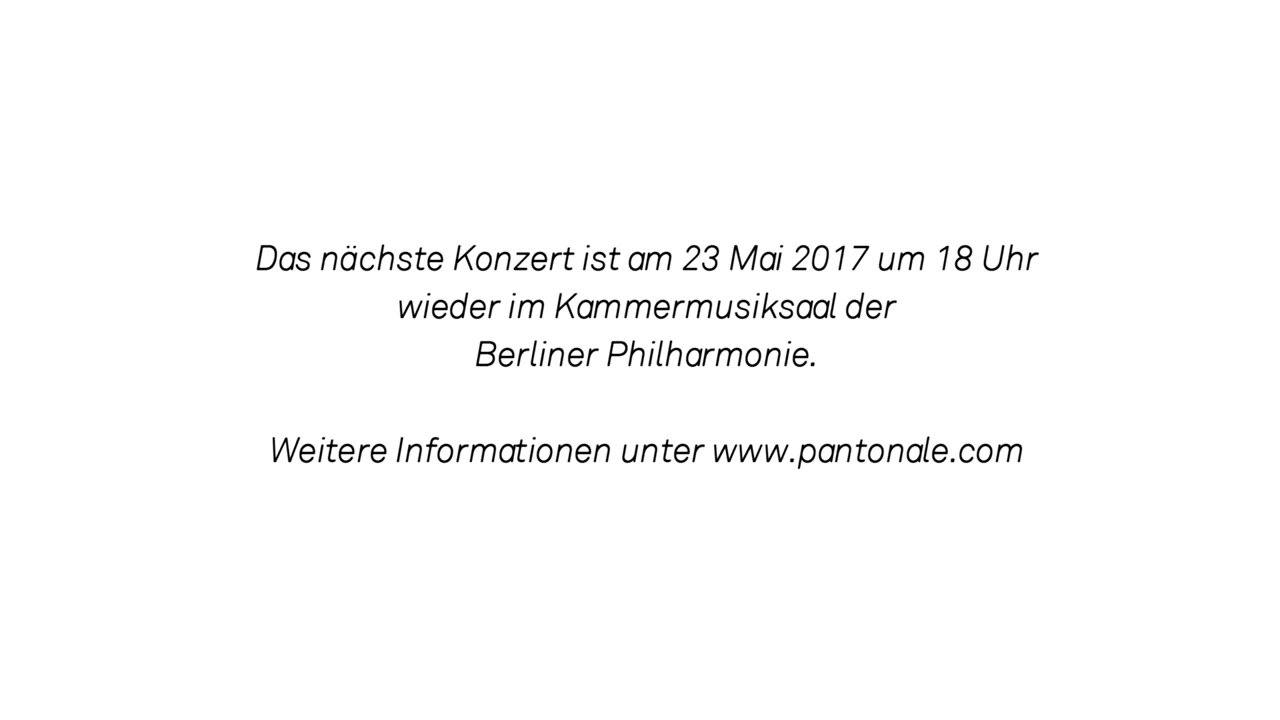 Das nächste Konzert ist am 23 Mai 2017 um 18 Uhr
wieder im Kammermusiksaal der
Berliner Philharmonie.
Weitere Informationen unter www.pantonale.com